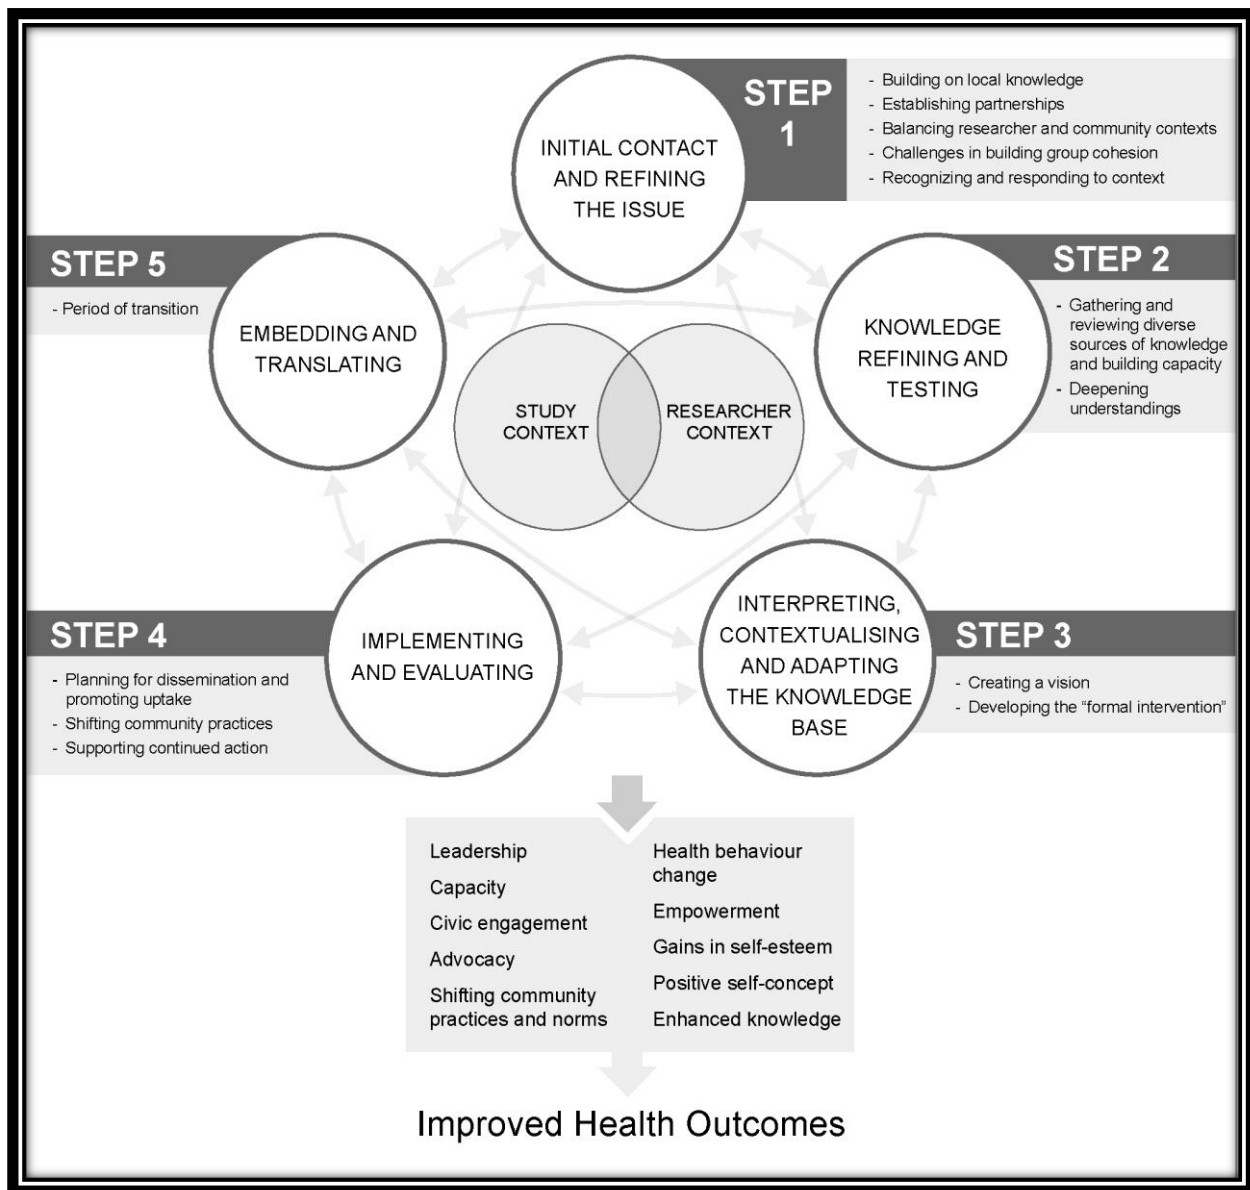 STEP
1
- Building on local knowledge
- Establishing partnerships
- Balancing researcher and community contexts
- Challenges in building group cohesion
- Recognizing and responding to context
INITIAL CONTACT
AND REFINING
THE ISSUE
STEP 5
- Period of transition
EMBEDDING AND
TRANSLATING
STEP 2
- Gathering and
reviewing diverse
sources of knowledge
and building capacity
- Deepening
understandings
KNOWLEDGE
REFINING AND
TESTING
STUDY
CONTEXT
RESEARCHER
CONTEXT
STEP 4
- Planning for dissemination and
promoting uptake
- Shifting community practices
- Supporting continued action
IMPLEMENTING
AND EVALUATING
INTERPRETING,
CONTEXTUALISING
AND ADAPTING
THE KNOWLEDGE
BASE
STEP 3
- Creating a vision
- Developing the “formal intervention”
Leadership
Capacity
Civic engagement
Advocacy
Shifting community
practices and norms
Health behaviour
change
Empowerment
Gains in self-esteem
Positive self-concept
Enhanced knowledge
Improved Health Outcomes